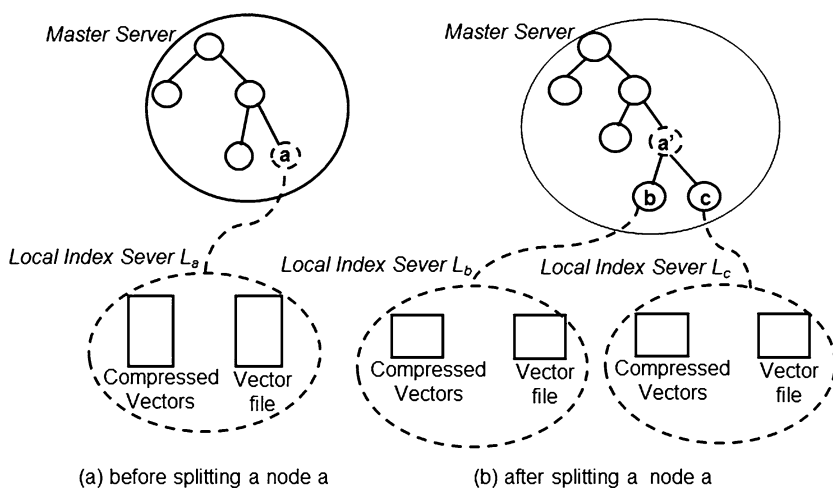 Master Server
a
Local Index Sever La
Compressed
Vectors
Vector
file
(a) before splitting a node a
Master Server
a'
b
c
Local Index Sever Lb
Local Index Sever Lc
Compressed
Vectors
Vector
file
Compressed
Vectors
Vector
file
(b) after splitting a node a